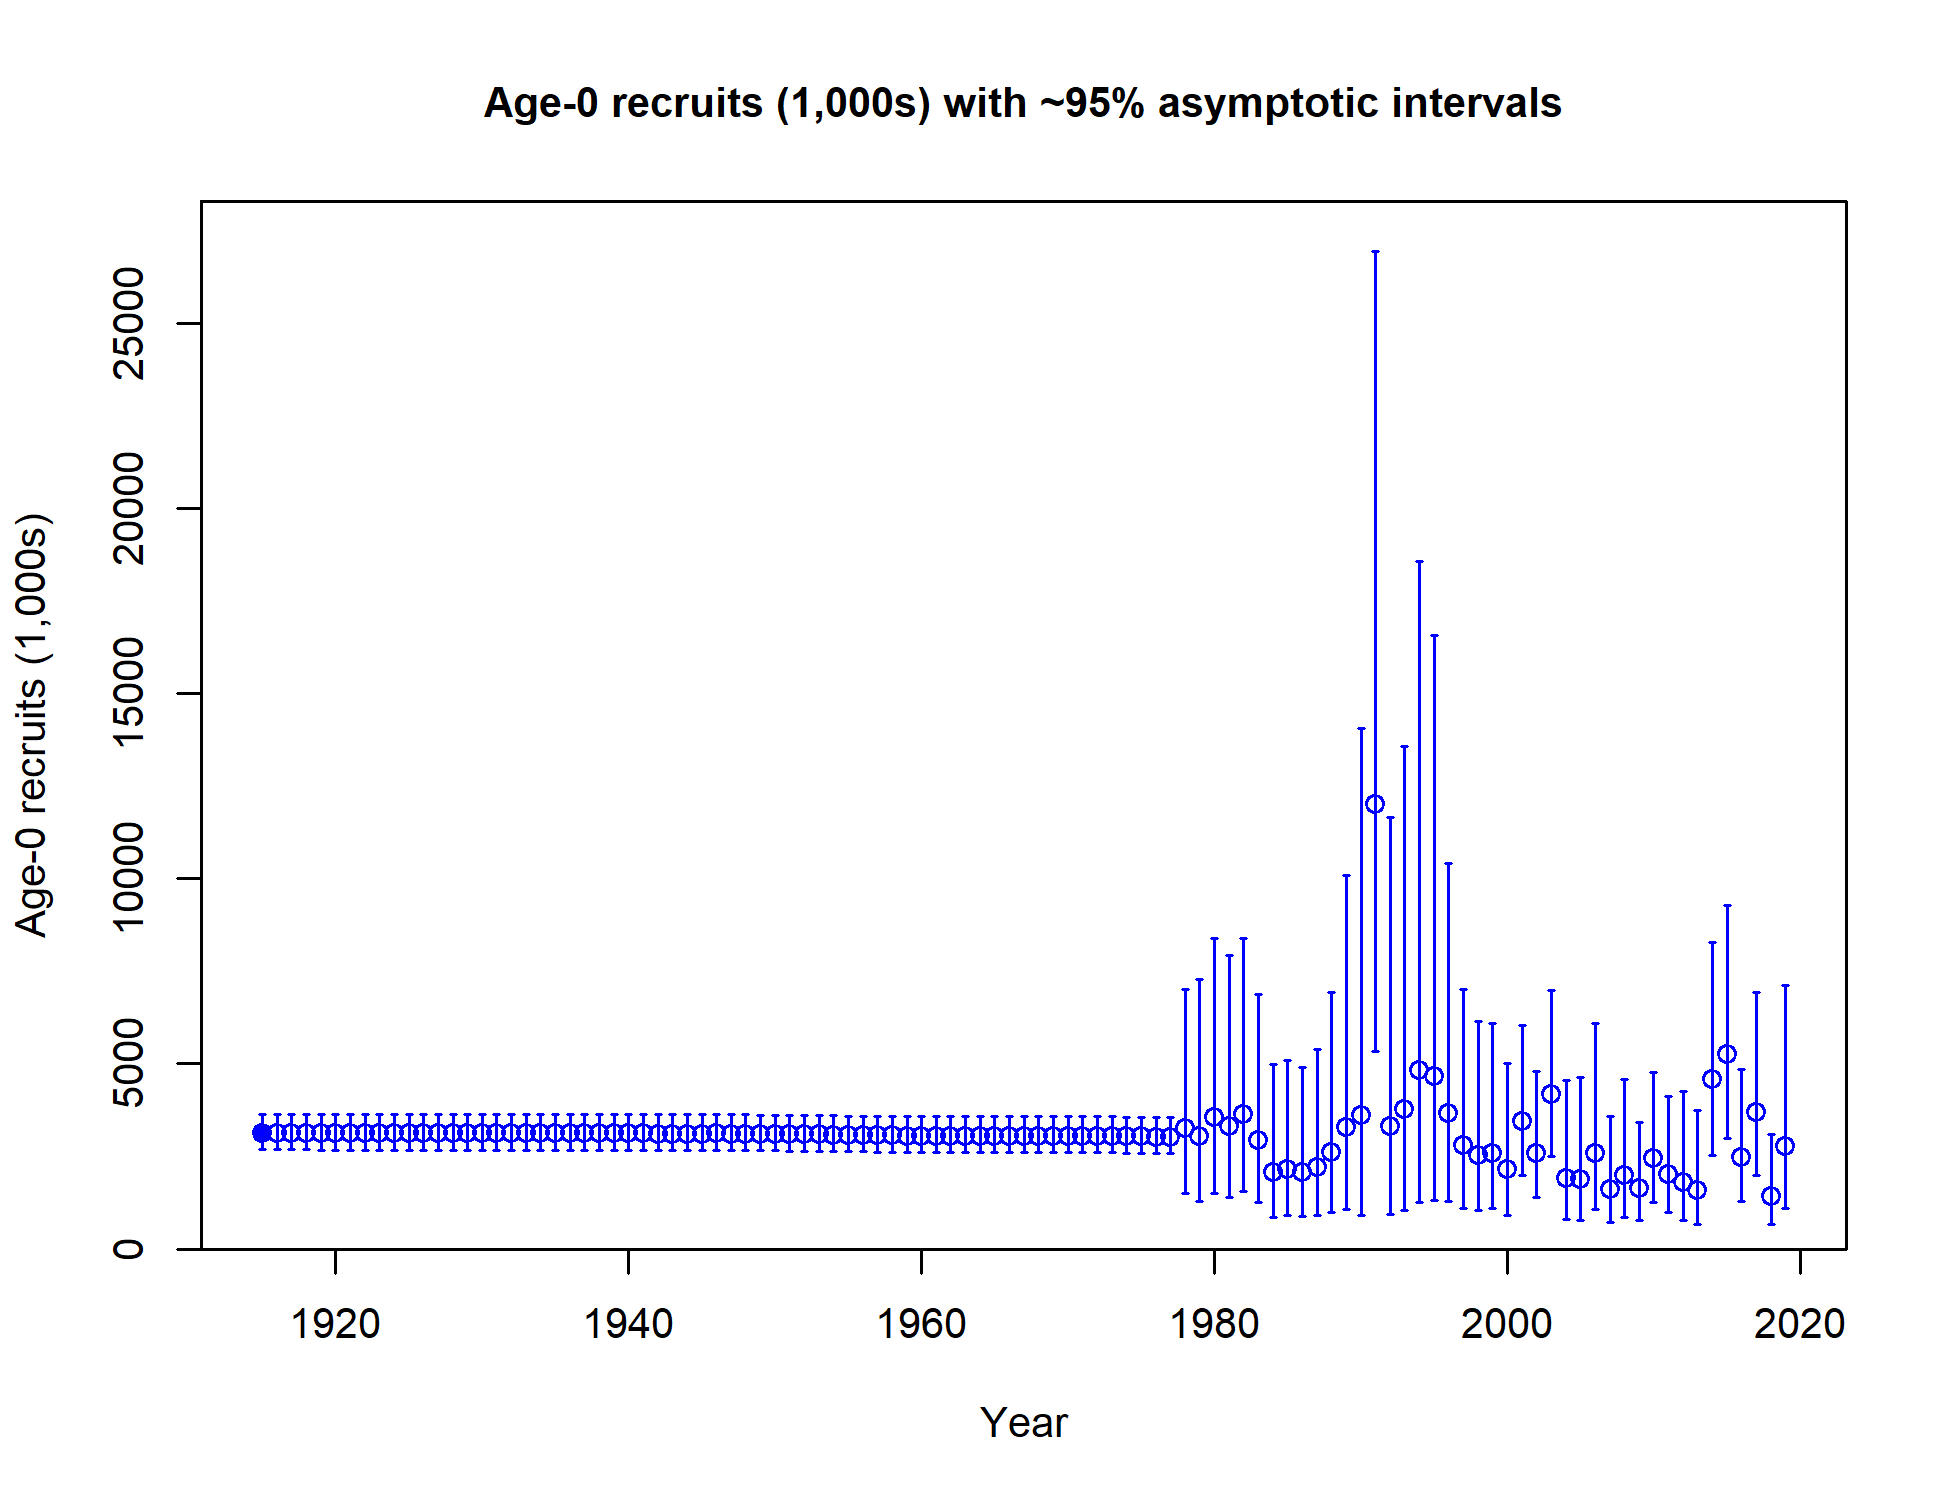 Age-0 recruits (1,000s) with ~95% asymptotic intervals
Age-0 recruits (1,000s)
25000
20000
15000
10000
5000
0
1920 1940 1960 1980 2000 2020
Year